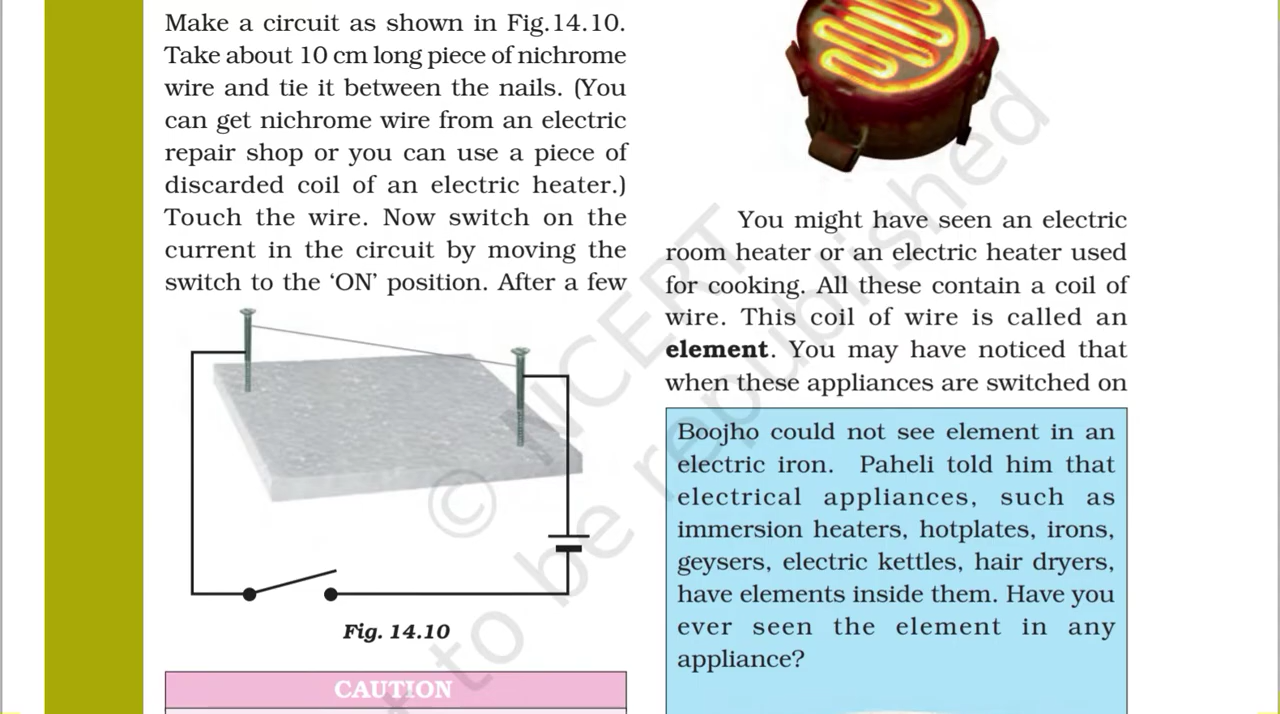 Make a circuit as shown in Fig.14.10.
Take about 10 cm long piece of nichrome
wire and tie it between the nails. (You
can get nichrome wire from an electric
repair shop or you can use a piece of
discarded coil of an electric heater.)
Touch the wire. Now switch on the
current in the circuit by moving the
switch to the ‘ON’ position. After a few
Fig. 14.10
CAUTION
You might have seen an electric
room heater or an electric heater used
for cooking. All these contain a coil of
wire. This coil of wire is called an
element. You may have noticed that
when these appliances are switched on
Boojho could not see element in an
electric iron. Paheli told him that
electrical appliances, such as
immersion heaters, hotplates, irons,
geysers, electric kettles, hair dryers,
have elements inside them. Have you
ever seen the element in any
appliance?
© NCERT
to be republished